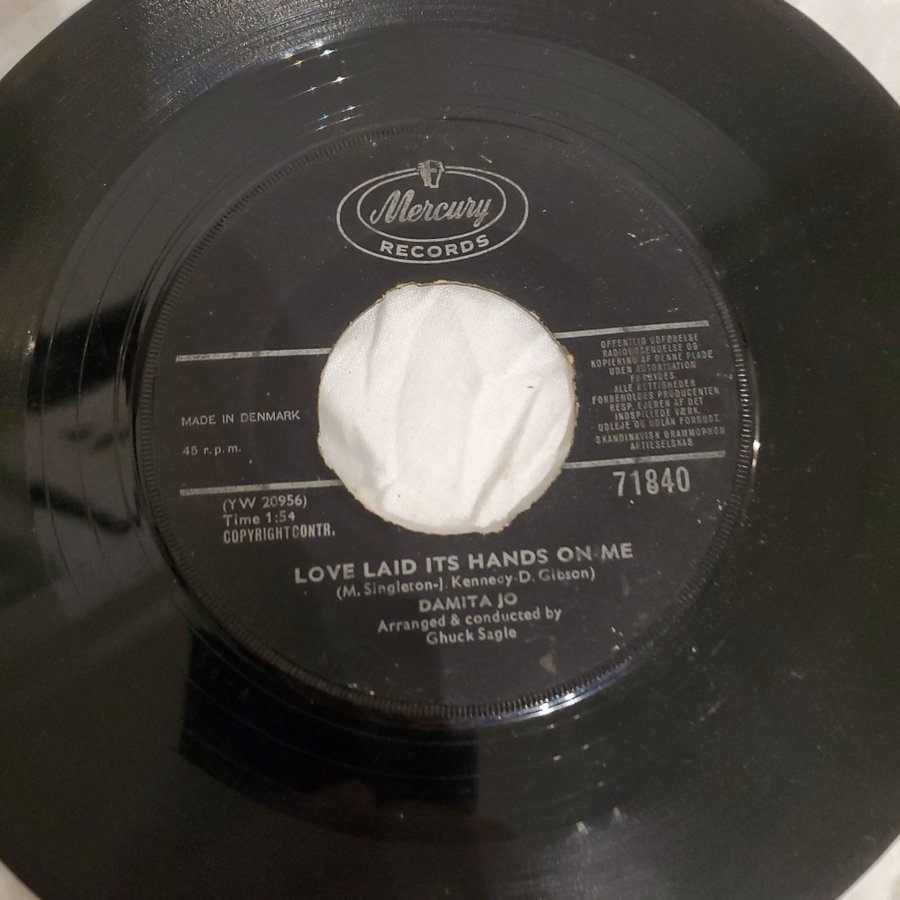 Mercury
RECORDS
OFFENTLIG UDFØRELSE
RADIOUDSENDELSE OG
KOPIERING AF DENNE PLADE
UDEN AUTORISATION
FORBYDES.
ALLE RETTIGHEDER
FORBEHOLDES PRODUCENTEN
RESP. EJEREN AF DET
INDSPILLEDE VÆRK.
UDLEJE OG UDLÅN FORBUDT.
SKANDINAVISK GRAMMOPHON
AKTIESELSKAB
MADE IN DENMARK
45 r.p.m.
71840
(YW 20956)
Time 1:54
COPYRIGHTCONTR.
LOVE LAID ITS HANDS ON ME
(M. Singleton-J. Kennedy-D. Gibson)
DAMITA JO
Arranged & conducted by
Ghuck Sagle